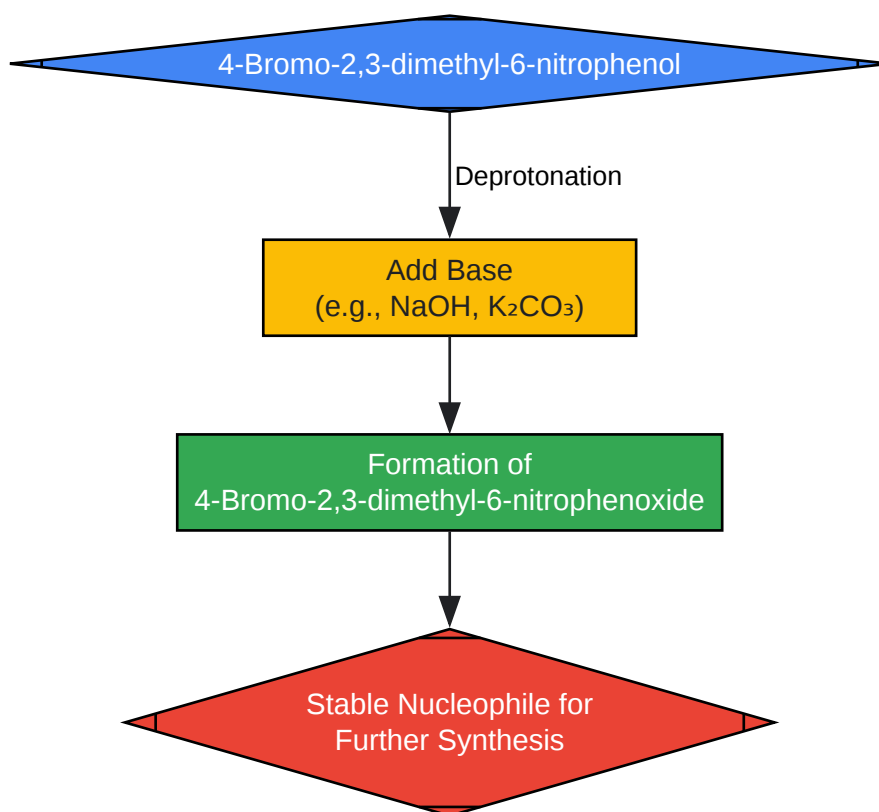 4-Bromo-2,3-dimethyl-6-nitrophenol
Deprotonation
Add Base
(e.g., NaOH, K₂CO₃)
Formation of
4-Bromo-2,3-dimethyl-6-nitrophenoxide
Stable Nucleophile for
Further Synthesis